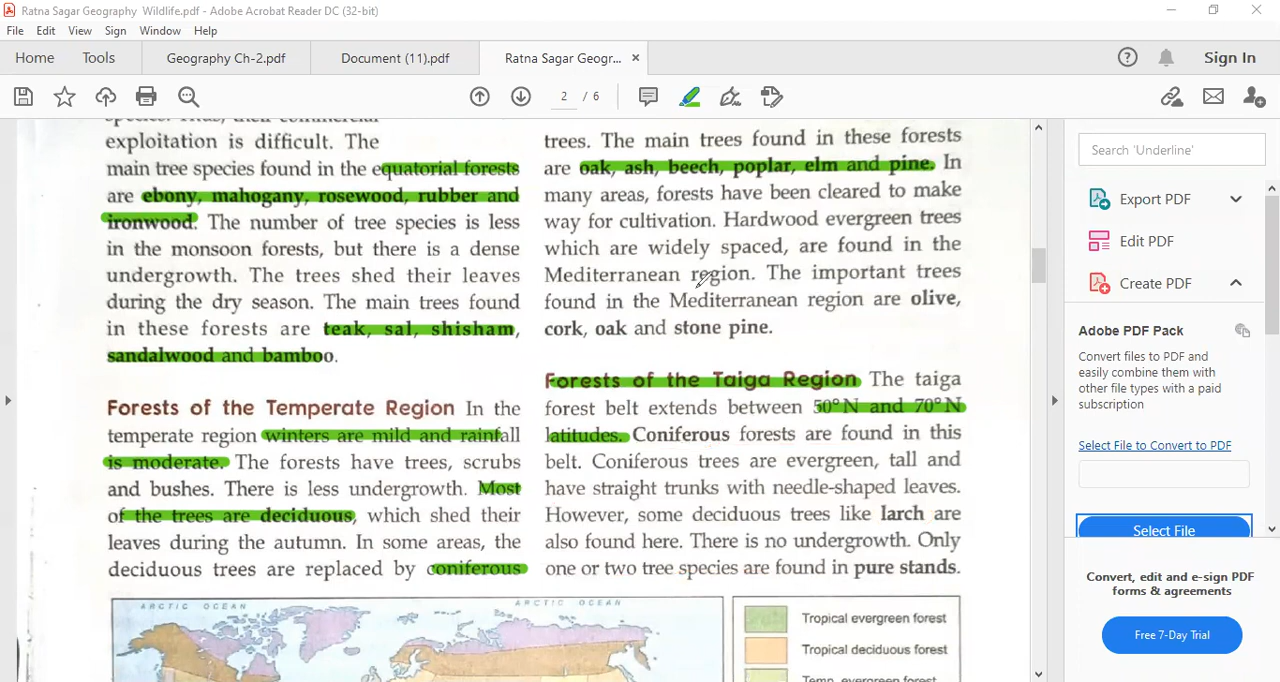 Ratna Sagar Geography Wildlife.pdf - Adobe Acrobat Reader DC (32-bit)
File Edit View Sign Window Help
Home Tools Geography Ch-2.pdf Document (11).pdf Ratna Sagar Geogr... × Sign In
2 / 6
exploitation is difficult. The
main tree species found in the equatorial forests
are ebony, mahogany, rosewood, rubber and
ironwood. The number of tree species is less
in the monsoon forests, but there is a dense
undergrowth. The trees shed their leaves
during the dry season. The main trees found
in these forests are teak, sal, shisham,
sandalwood and bamboo.
Forests of the Temperate Region In the
temperate region winters are mild and rainfall
is moderate. The forests have trees, scrubs
and bushes. There is less undergrowth. Most
of the trees are deciduous, which shed their
leaves during the autumn. In some areas, the
deciduous trees are replaced by coniferous
trees. The main trees found in these forests
are oak, ash, beech, poplar, elm and pine. In
many areas, forests have been cleared to make
way for cultivation. Hardwood evergreen trees
which are widely spaced, are found in the
Mediterranean region. The important trees
found in the Mediterranean region are olive,
cork, oak and stone pine.
Forests of the Taiga Region The taiga
forest belt extends between 50°N and 70°N
latitudes. Coniferous forests are found in this
belt. Coniferous trees are evergreen, tall and
have straight trunks with needle-shaped leaves.
However, some deciduous trees like larch are
also found here. There is no undergrowth. Only
one or two tree species are found in pure stands.
ARCTIC OCEAN
ARCTIC OCEAN
Tropical evergreen forest
Tropical deciduous forest
Temp. evergreen forest
Search 'Underline'
Export PDF
Edit PDF
Create PDF
Adobe PDF Pack
Convert files to PDF and
easily combine them with
other file types with a paid
subscription
Select File to Convert to PDF
Select File
Convert, edit and e-sign PDF
forms & agreements
Free 7-Day Trial